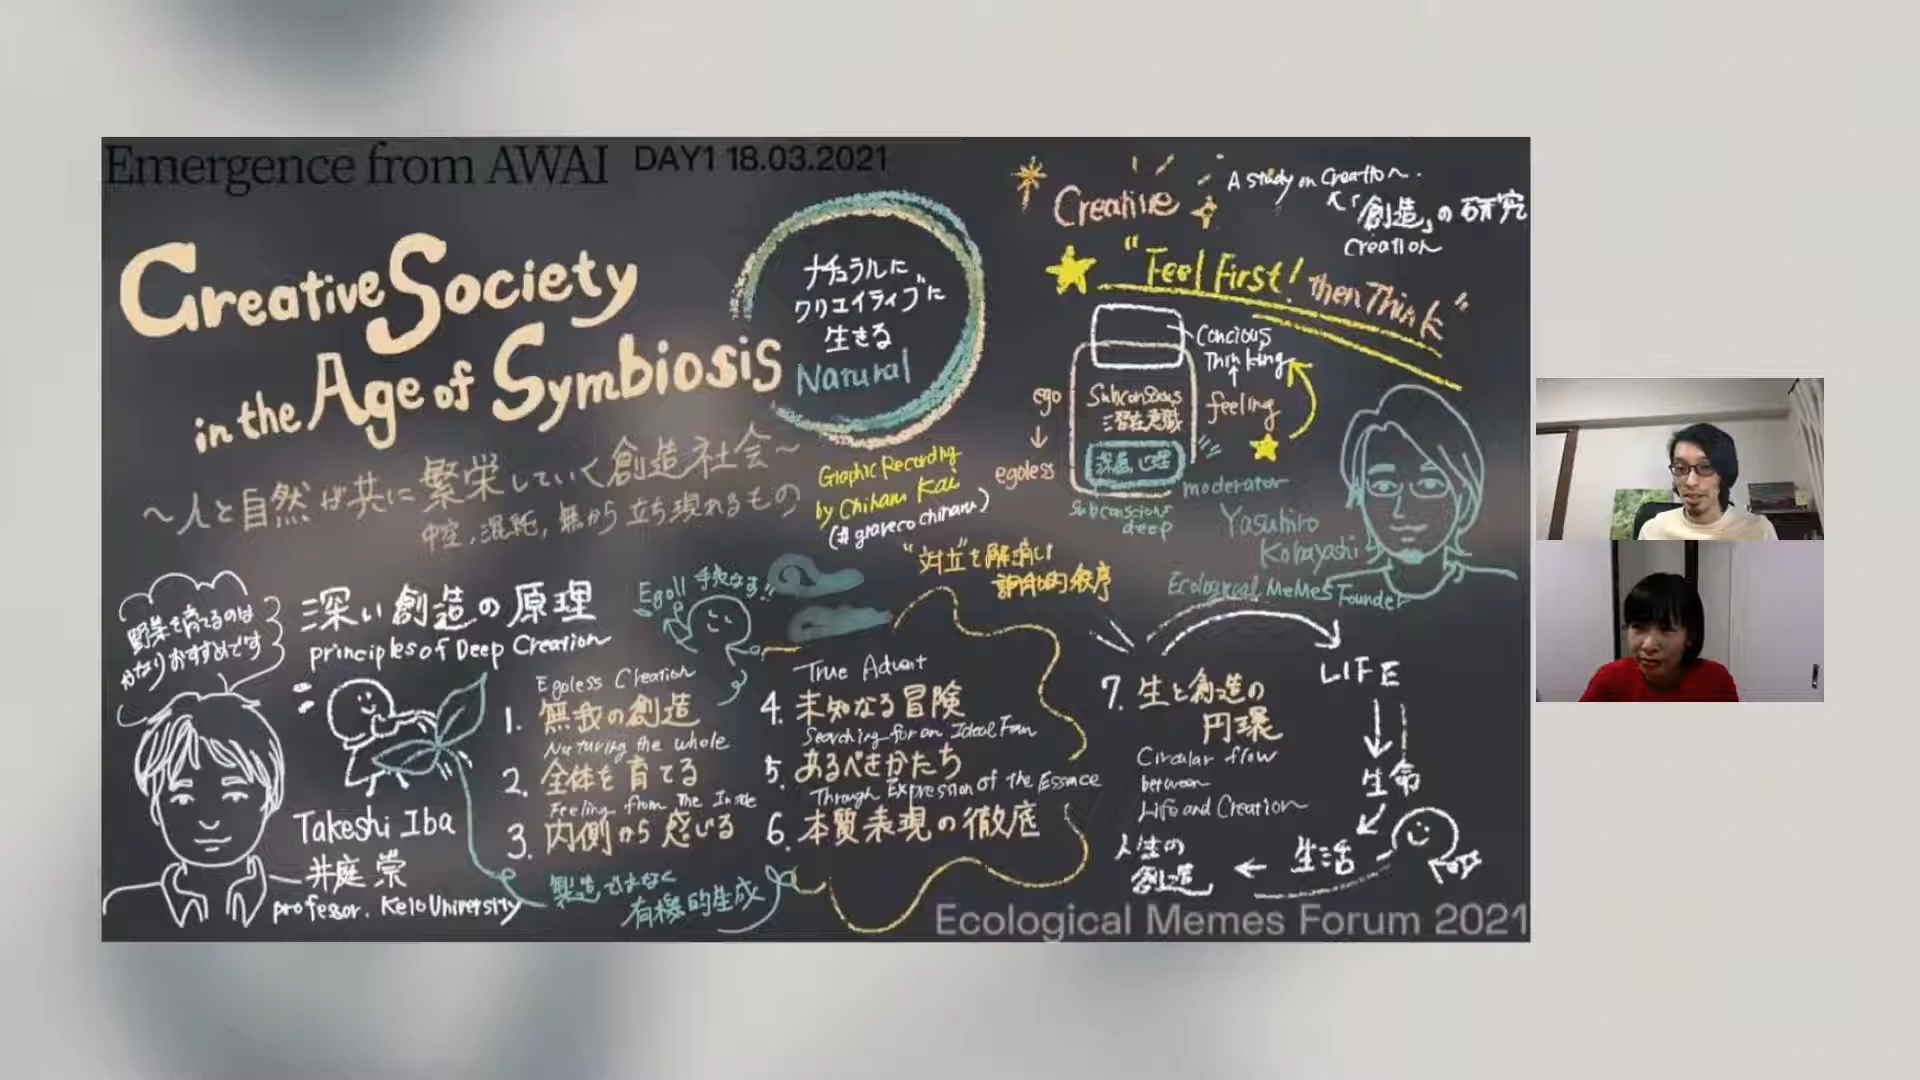 Emergence from AWAI DAY1 18.03.2021
Creative Society
in the Age of Symbiosis
〜人と自然が共に繁栄していく創造社会〜
中空,混沌,無から立ち現れるもの
ナチュラルに
クリエイティブに
生きる
Natural
Graphic Recording
by Chiharu Kai
(#graveco chiharu)
Creative
A study on Creation.
「創造」の研究
Creation
"Feel First! then Think"
Concious
Thinking
ego
Subconsious
潜在意識
feeling
egoless
深層心理
Subconscious
deep
moderator
Yasuhiro
Kobayashi
Ecological MeMes Founder
"対立"を解消し
調和的秩序
野菜を育てるのは
かなりおすすめです
深い創造の原理
principles of Deep Creation
Egoll 手放す!!
Takeshi Iba
井庭 崇
professor. Keio University
Egoless Creation
1. 無我の創造
Nurturing the whole
2. 全体を育てる
Feeling from the Inside
3. 内側から感じる
製造ではなく
有機的生成
True Advent
4. 未知なる冒険
Searching for an Ideal Form
5. あるべきかたち
Through Expression of the Essence
6. 本質表現の徹底
7. 生と創造の
円環
Circular flow
between
Life and Creation
LIFE
生命
生活
人生の
創造
Ecological Memes Forum 2021